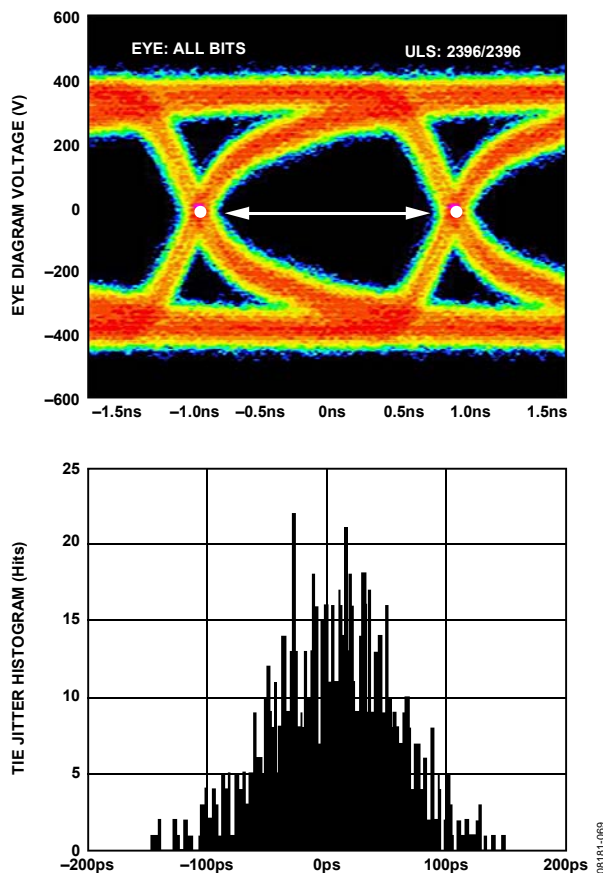 600
EYE: ALL BITS
ULS: 2396/2396
400
200
0
–200
–400
–600
EYE DIAGRAM VOLTAGE (V)
–1.5ns –1.0ns –0.5ns 0ns 0.5ns 1.0ns 1.5ns
25
20
15
10
5
0
TIE JITTER HISTOGRAM (Hits)
–200ps –100ps 0ps 100ps 200ps
08181-069